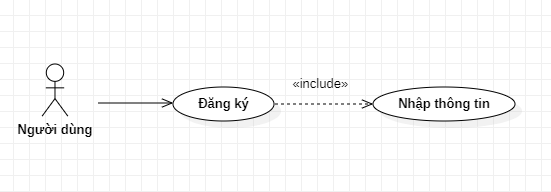 «include»
Đăng ký
Nhập thông tin
Người dùng